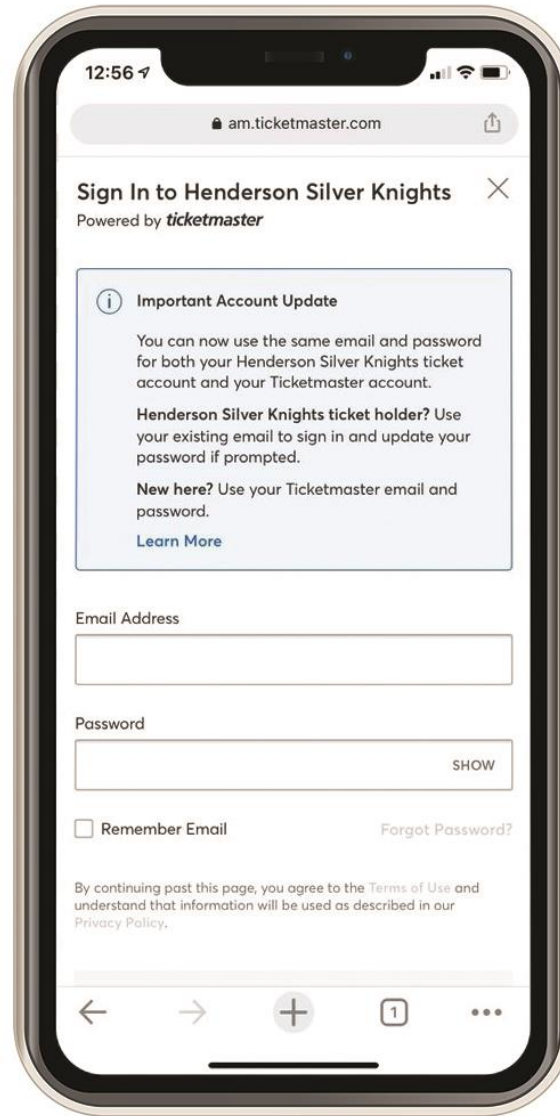 12:56
am.ticketmaster.com
Sign In to Henderson Silver Knights
Powered by ticketmaster
Important Account Update
You can now use the same email and password
for both your Henderson Silver Knights ticket
account and your Ticketmaster account.
Henderson Silver Knights ticket holder? Use
your existing email to sign in and update your
password if prompted.
New here? Use your Ticketmaster email and
password.
Learn More
Email Address
Password
SHOW
Remember Email Forgot Password?
By continuing past this page, you agree to the Terms of Use and
understand that information will be used as described in our
Privacy Policy.
1